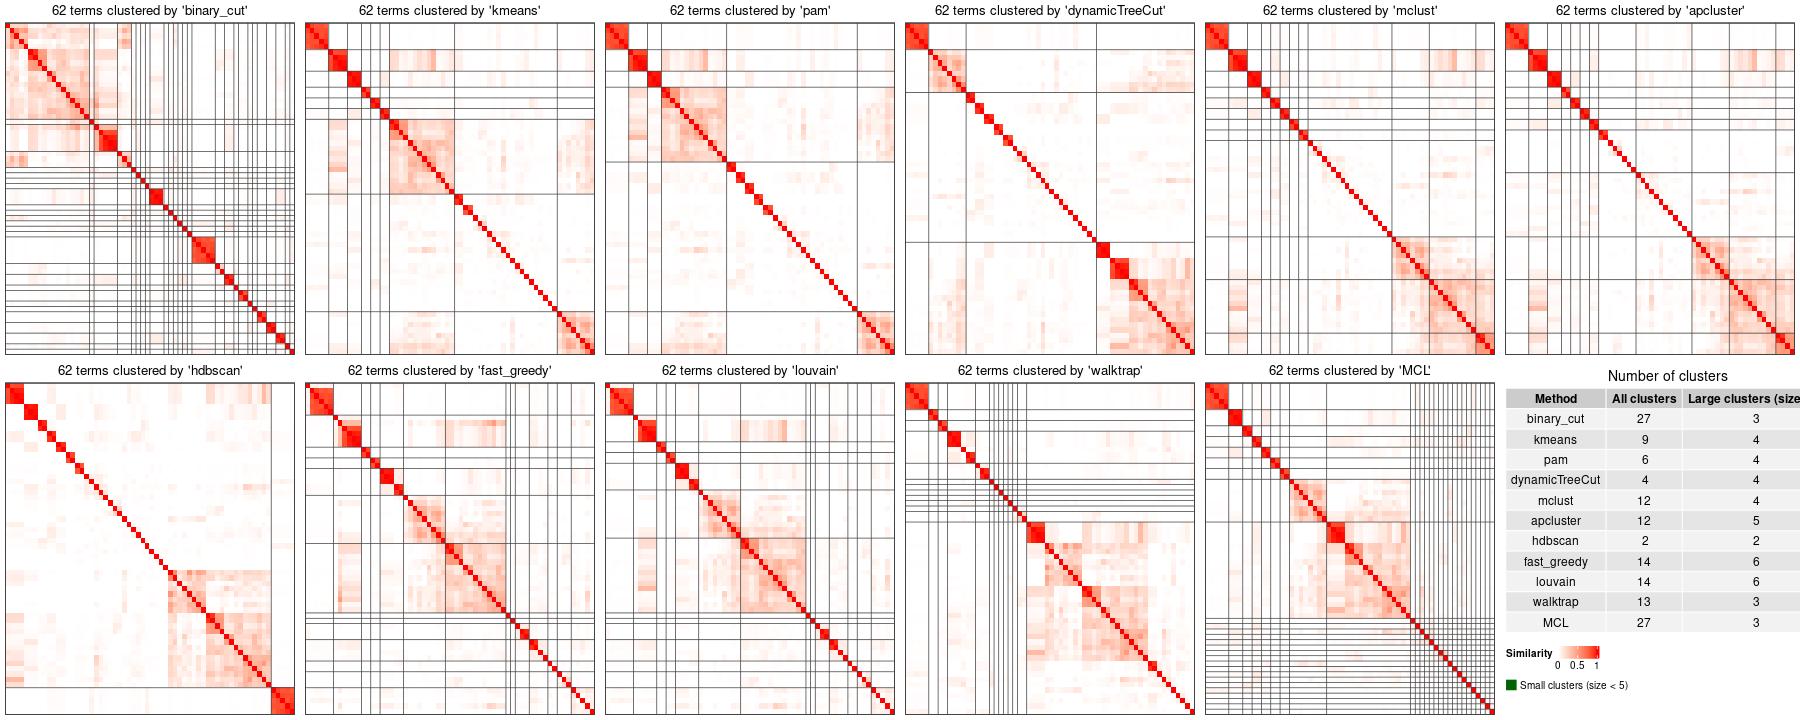 62 terms clustered by 'binary_cut'
62 terms clustered by 'kmeans'
62 terms clustered by 'pam'
62 terms clustered by 'dynamicTreeCut'
62 terms clustered by 'mclust'
62 terms clustered by 'apcluster'
62 terms clustered by 'hdbscan'
62 terms clustered by 'fast_greedy'
62 terms clustered by 'louvain'
62 terms clustered by 'walktrap'
62 terms clustered by 'MCL'
Number of clusters
Method All clusters Large clusters (size
binary_cut 27 3
kmeans 9 4
pam 6 4
dynamicTreeCut 4 4
mclust 12 4
apcluster 12 5
hdbscan 2 2
fast_greedy 14 6
louvain 14 6
walktrap 13 3
MCL 27 3
Similarity
0 0.5 1
Small clusters (size < 5)